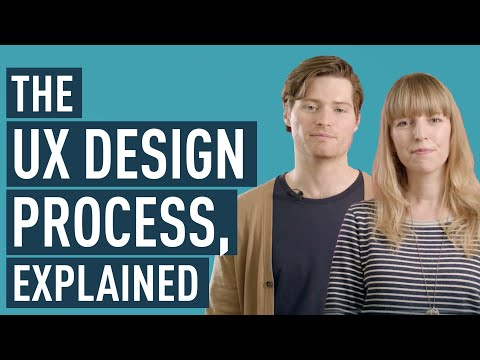 THE
UX DESIGN
PROCESS,
EXPLAINED